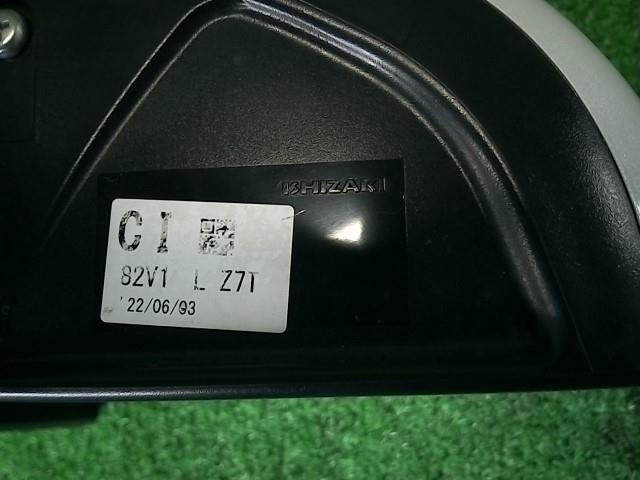 ISHIZAKI
CI
82V1 L Z7T
'22/06/03